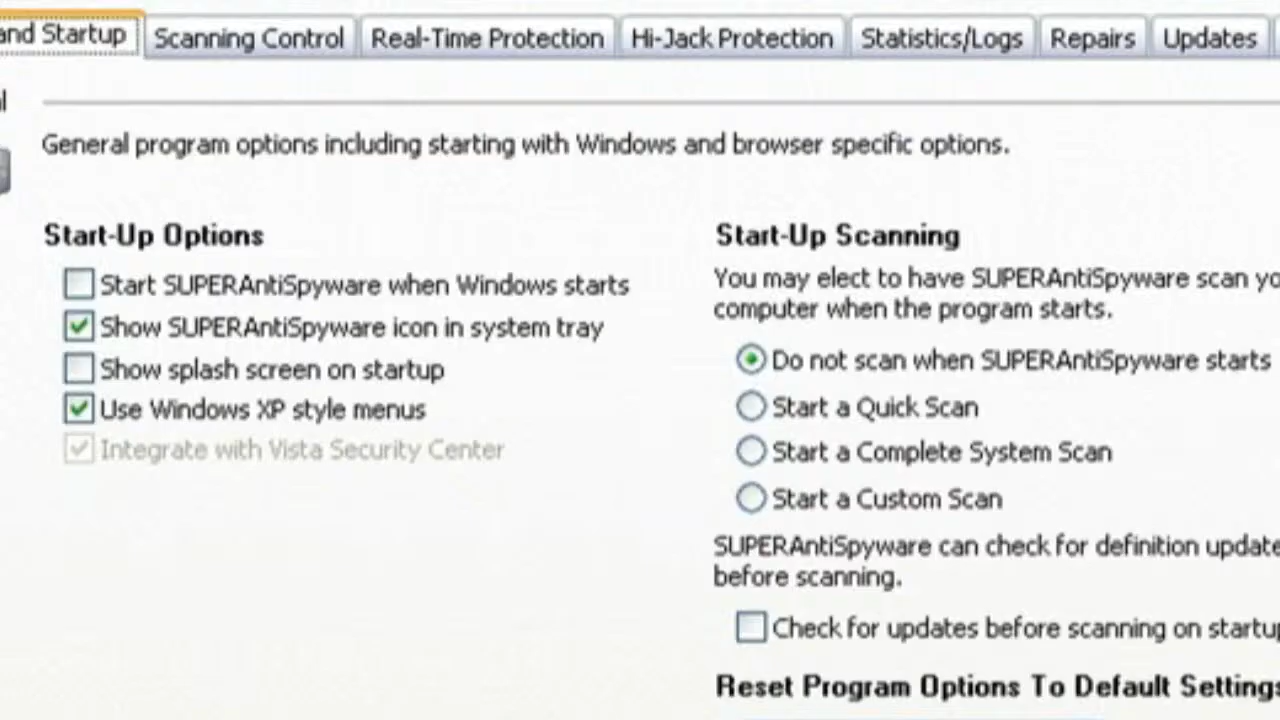 and Startup Scanning Control Real-Time Protection Hi-Jack Protection Statistics/Logs Repairs Updates
General program options including starting with Windows and browser specific options.
Start-Up Options
Start SUPERAntiSpyware when Windows starts
Show SUPERAntiSpyware icon in system tray
Show splash screen on startup
Use Windows XP style menus
Integrate with Vista Security Center
Start-Up Scanning
You may elect to have SUPERAntiSpyware scan yo
computer when the program starts.
Do not scan when SUPERAntiSpyware starts
Start a Quick Scan
Start a Complete System Scan
Start a Custom Scan
SUPERAntiSpyware can check for definition update
before scanning.
Check for updates before scanning on startup
Reset Program Options To Default Settings